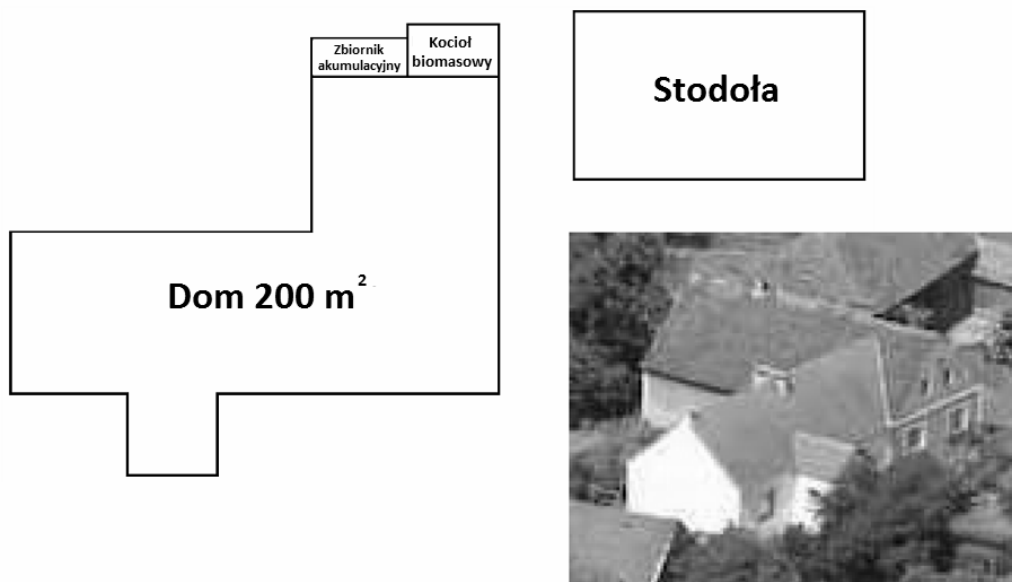 Zbiornik
akumulacyjny
Kocioł
biomasowy
Stodoła
Dom 200 m²